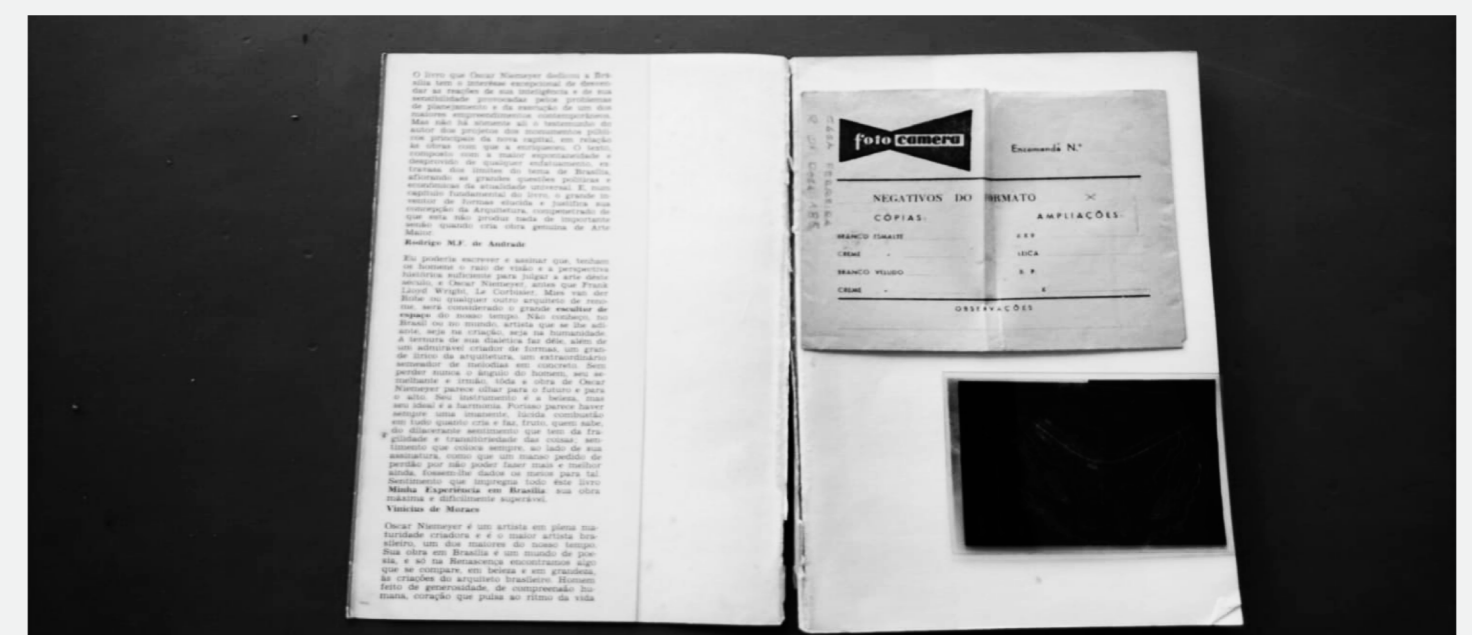 O livro que Oscar Niemeyer dedicou a Bra-
sília tem o interêsse excepcional de desven-
dar as reações de sua inteligência e de sua
sensibilidade provocadas pelos problemas
de planejamento e da execução de um dos
maiores empreendimentos contemporâneos.
Mas não há sòmente ali o testemunho do
autor dos projetos dos monumentos públi-
cos principais da nova capital, em relação
às obras com que a enriqueceu. O texto,
composto com a maior espontaneidade e
desprovido de qualquer enfatuamento, ex-
travasa dos limites do tema de Brasília,
aflorando as grandes questões políticas e
econômicas da atualidade universal. E, num
capítulo fundamental do livro, o grande in-
ventor de formas elucida e justifica sua
concepção da Arquitetura, compenetrado de
que esta não produz nada de importante
senão quando cria obra genuína de Arte
Maior.
Rodrigo M.F. de Andrade
Eu poderia escrever e assinar que, tenham
os homens o raio de visão e a perspectiva
histórica suficiente para julgar a arte dêste
século, e Oscar Niemeyer, antes que Frank
Lloyd Wright, Le Corbusier, Mies van der
Rohe ou qualquer outro arquiteto de reno-
me, será considerado o grande escultor de
espaço do nosso tempo. Não conheço, no
Brasil ou no mundo, artista que se lhe adi-
ante, seja na criação, seja na humanidade.
A ternura de sua dialética faz dêle, além de
um admirável criador de formas, um gran-
de lírico da arquitetura, um extraordinário
semeador de melodias em concreto. Sem
perder nunca o ângulo do homem, seu se-
melhante e irmão, tôda a obra de Oscar
Niemeyer parece olhar para o futuro e para
o alto. Seu instrumento é a beleza, mas
seu ideal é a harmonia. Porisso parece haver
sempre uma imanente, lúcida combustão
em tudo quanto cria e faz, fruto, quem sabe,
do dilacerante sentimento que tem da fra-
gilidade e transitoriedade das coisas; sen-
timento que coloca sempre, ao lado de sua
assinatura, como que um manso pedido de
perdão por não poder fazer mais e melhor
ainda, fossem-lhe dados os meios para tal.
Sentimento que impregna todo êste livro
Minha Experiência em Brasília: sua obra
máxima e dificilmente superável.
Vinicius de Moraes
Oscar Niemeyer é um artista em plena ma-
turidade criadora e é o maior artista bra-
sileiro, um dos maiores do nosso tempo.
Sua obra em Brasília é um mundo de poe-
sia, e só na Renascença encontramos algo
que se compare, em beleza e em grandeza,
às criações do arquiteto brasileiro. Homem
feito de generosidade, de compreensão hu-
mana, coração que pulsa ao ritmo da vida
foto camera
Encomenda N.º
NEGATIVOS DO FORMATO X
CÓPIAS: AMPLIAÇÕES:
BRANCO ESMALTE
CREME "
LEICA
BRANCO VELUDO
CREME "
OBSERVAÇÕES